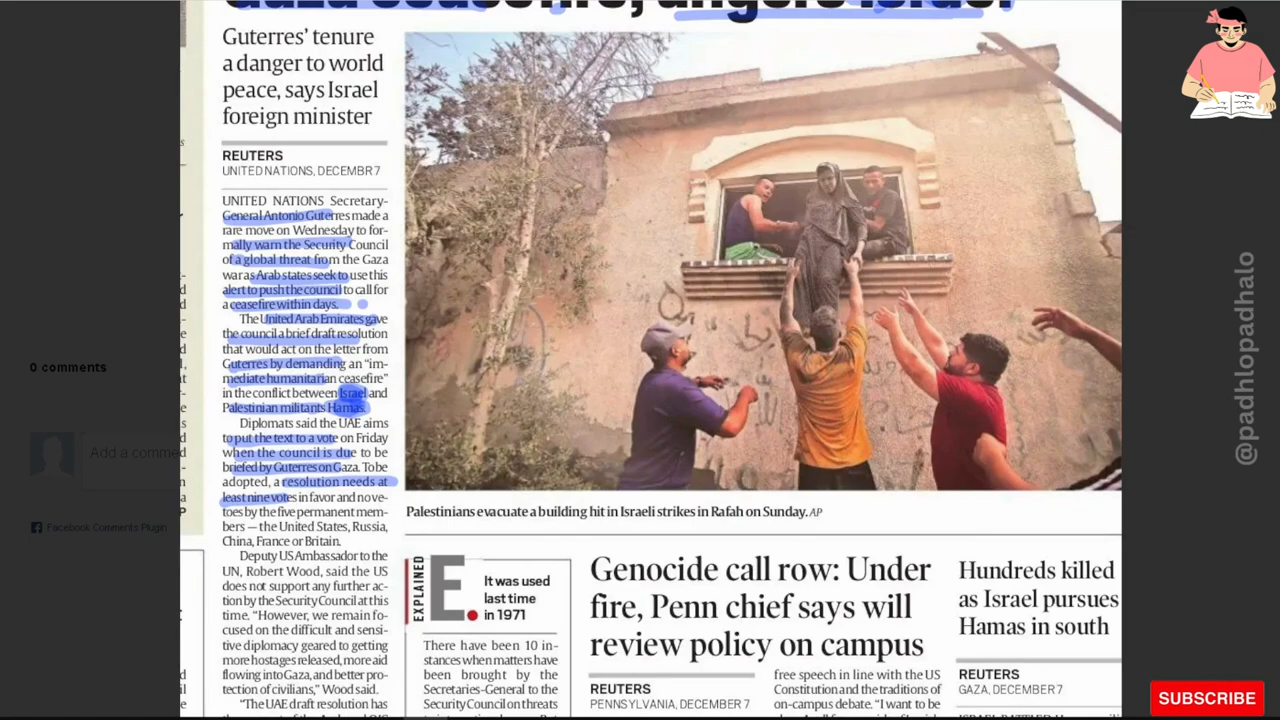 Gaza ceasefire, angers Israel
Guterres’ tenure
a danger to world
peace, says Israel
foreign minister
REUTERS
UNITED NATIONS, DECEMBR 7
UNITED NATIONS Secretary-
General Antonio Guterres made a
rare move on Wednesday to for-
mally warn the Security Council
of a global threat from the Gaza
war as Arab states seek to use this
alert to push the council to call for
a ceasefire within days.
The United Arab Emirates gave
the council a brief draft resolution
that would act on the letter from
Guterres by demanding an “im-
mediate humanitarian ceasefire”
in the conflict between Israel and
Palestinian militants Hamas.
Diplomats said the UAE aims
to put the text to a vote on Friday
when the council is due to be
briefed by Guterres on Gaza. To be
adopted, a resolution needs at
least nine votes in favor and no ve-
toes by the five permanent mem-
bers — the United States, Russia,
China, France or Britain.
Deputy US Ambassador to the
UN, Robert Wood, said the US
does not support any further ac-
tion by the Security Council at this
time. “However, we remain fo-
cused on the difficult and sensi-
tive diplomacy geared to getting
more hostages released, more aid
flowing into Gaza, and better pro-
tection of civilians,” Wood said.
“The UAE draft resolution has
Palestinians evacuate a building hit in Israeli strikes in Rafah on Sunday. AP
EXPLAINED
E.
It was used
last time
in 1971
There have been 10 in-
stances when matters have
been brought by the
Secretaries-General to the
Security Council on threats
Genocide call row: Under
fire, Penn chief says will
review policy on campus
REUTERS
PENNSYLVANIA, DECEMBER 7
free speech in line with the US
Constitution and the traditions of
on-campus debate. “I want to be
Hundreds killed
as Israel pursues
Hamas in south
REUTERS
GAZA, DECEMBER 7
0 comments
Add a comme
Facebook Comments Plugin
@padhlopadhalo
SUBSCRIBE